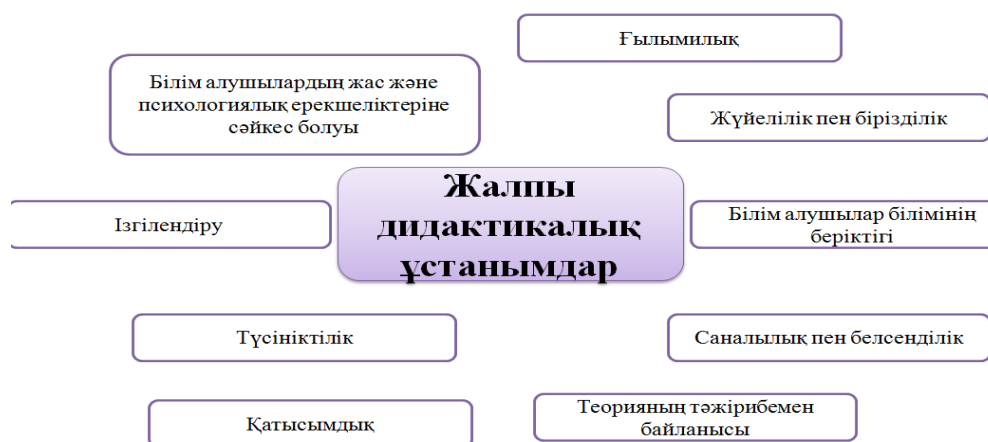 Ғылымилық
Білім алушылардың жас және
психологиялық ерекшеліктеріне
сәйкес болуы
Жүйелілік пен бірізділік
Жалпы
дидактикалық
ұстанымдар
Ізгілендіру
Білім алушылар білімінің
беріктігі
Түсініктілік
Саналылық пен белсенділік
Қатысымдық
Теорияның тәжірибемен
байланысы